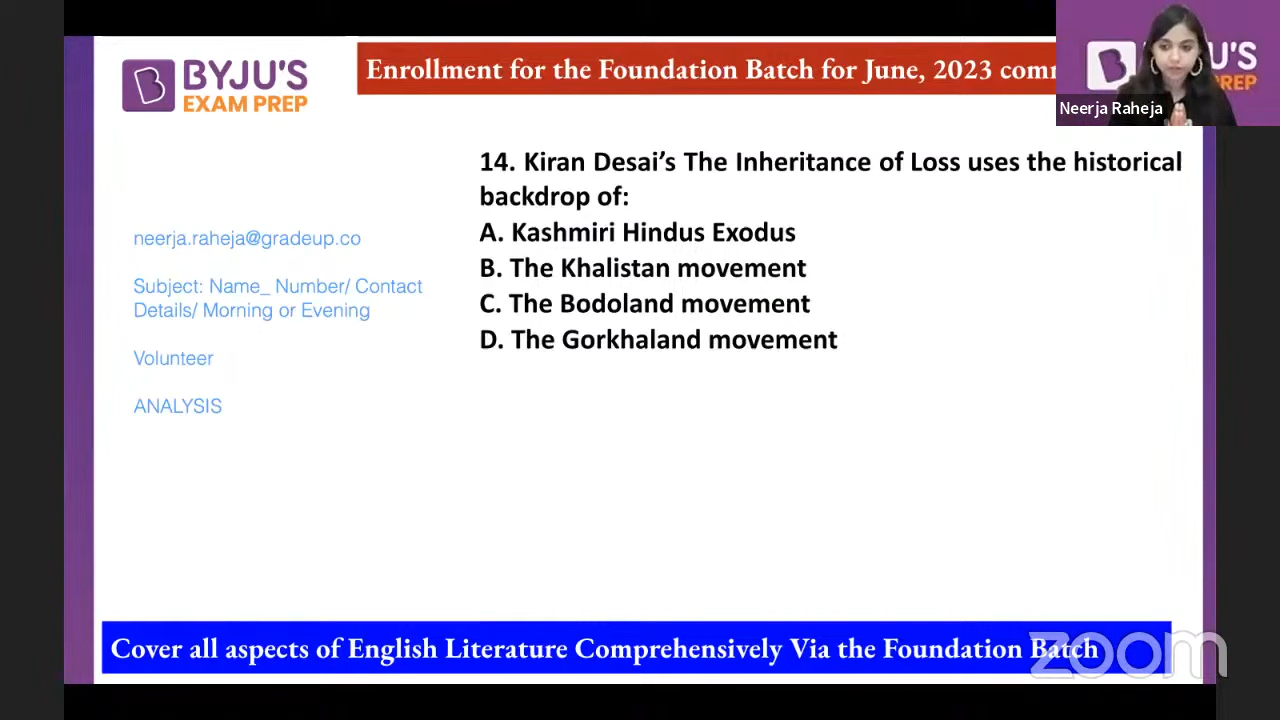 BYJU'S
EXAM PREP
Enrollment for the Foundation Batch for June, 2023
Neerja Raheja
14. Kiran Desai’s The Inheritance of Loss uses the historical
backdrop of:
A. Kashmiri Hindus Exodus
B. The Khalistan movement
C. The Bodoland movement
D. The Gorkhaland movement
neerja.raheja@gradeup.co
Subject: Name_ Number/ Contact
Details/ Morning or Evening
Volunteer
ANALYSIS
Cover all aspects of English Literature Comprehensively Via the Foundation Batch
zoom